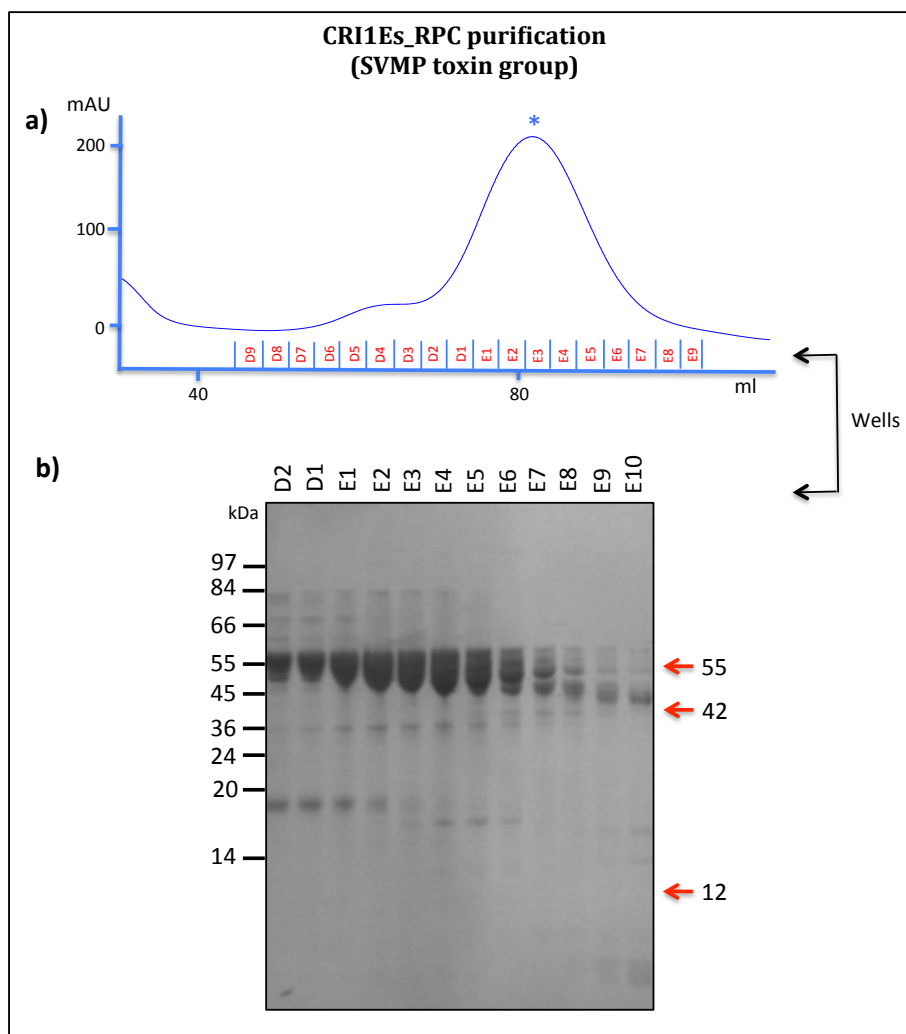 CRI1Es_RPC purification
(SVMP toxin group)
a)
mAU
*
200
100
0
D9 D8 D7 D6 D5 D4 D3 D2 D1 E1 E2 E3 E4 E5 E6 E7 E8 E9
40 80 ml
Wells
b)
D2 D1 E1 E2 E3 E4 E5 E6 E7 E8 E9 E10
kDa
97
84
66
55
45
36
24
20
14
55
42
12